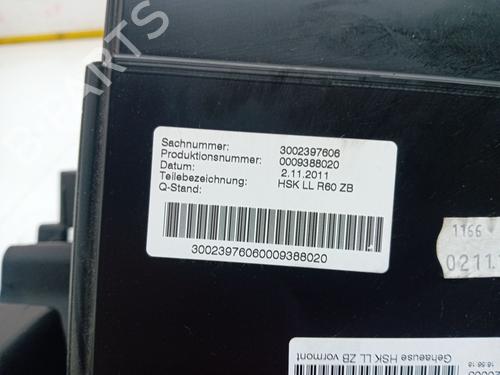 Sachnummer: 3002397606
Produktionsnummer: 0009388020
Datum: 2.11.2011
Teilebezeichnung: HSK LL R60 ZB
Q-Stand:
30023976060009388020
1166
0211.
Gehaeuse HSK LL ZB vormont